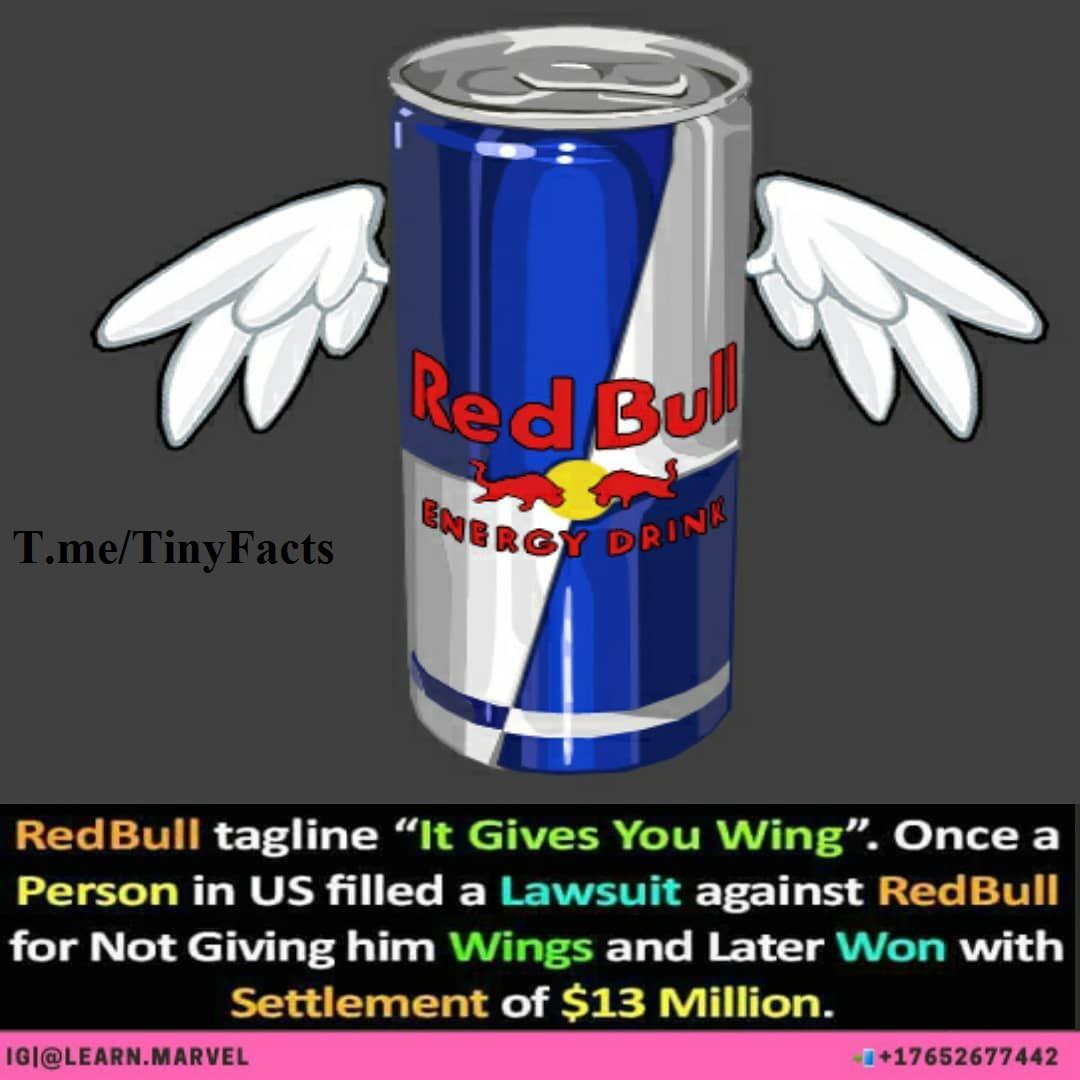 Red Bull
ENERGY DRINK
T.me/TinyFacts
RedBull tagline “It Gives You Wing”. Once a
Person in US filled a Lawsuit against RedBull
for Not Giving him Wings and Later Won with
Settlement of $13 Million.
IG|@LEARN.MARVEL
+17652677442